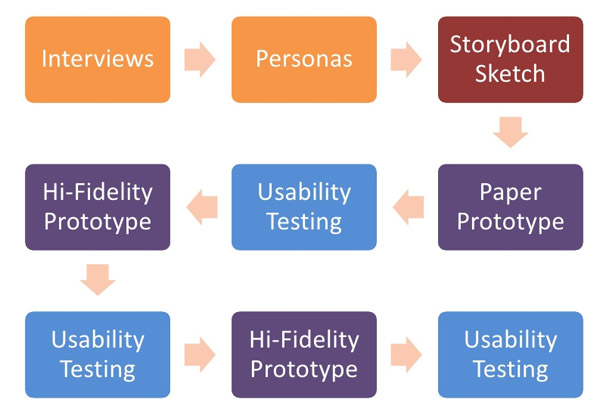 Interviews
Personas
Storyboard
Sketch
Hi-Fidelity
Prototype
Usability
Testing
Paper
Prototype
Usability
Testing
Hi-Fidelity
Prototype
Usability
Testing